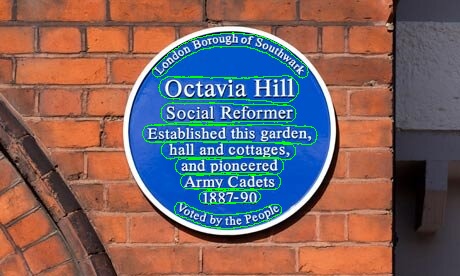 London Borough of Southwark
Octavia Hill
Social Reformer
Established this garden,
hall and cottages,
and pioneered
Army Cadets
1887-90
Voted by the People